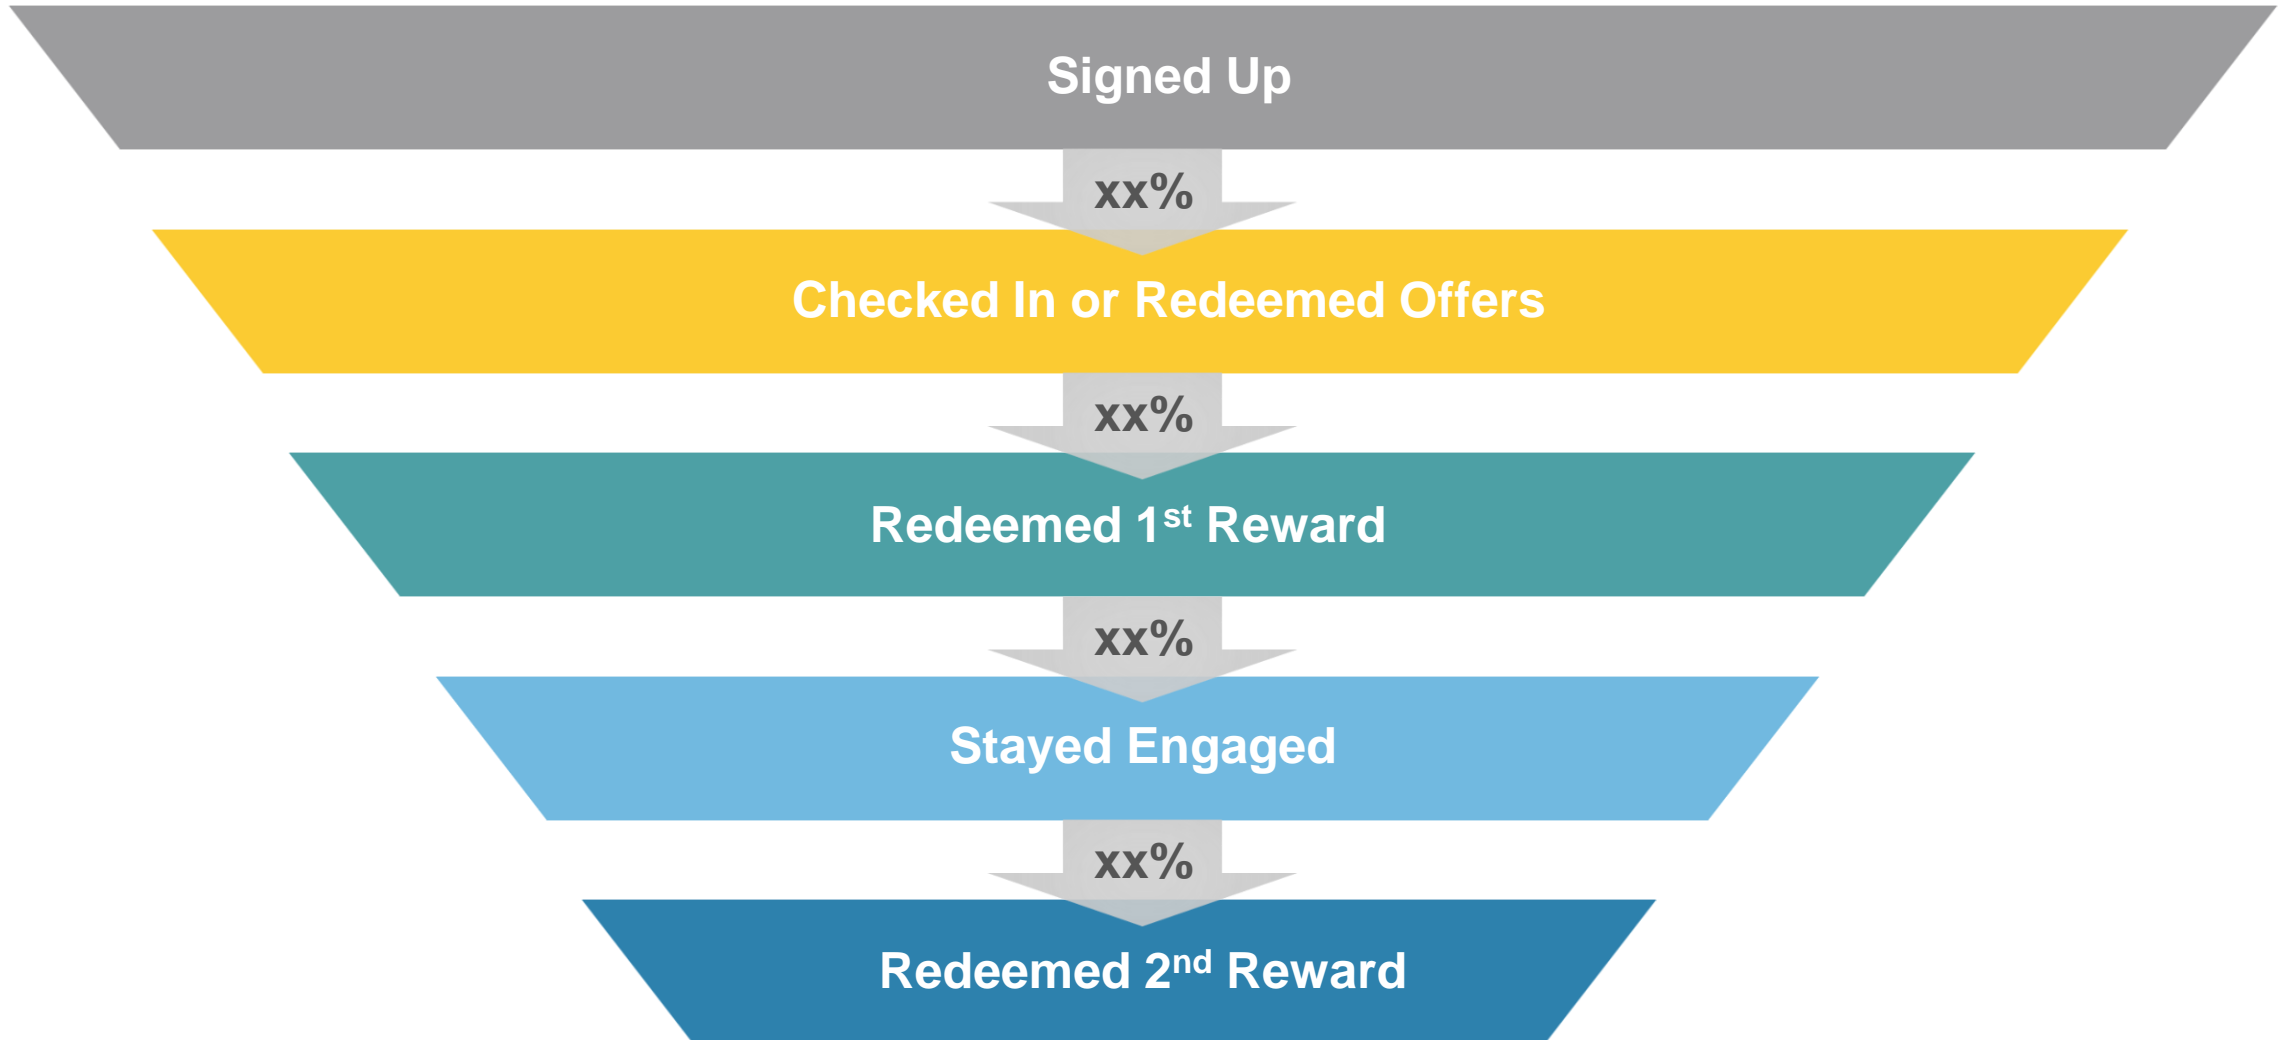 Signed Up
xx%
Checked In or Redeemed Offers
xx%
Redeemed 1st Reward
xx%
Stayed Engaged
xx%
Redeemed 2nd Reward